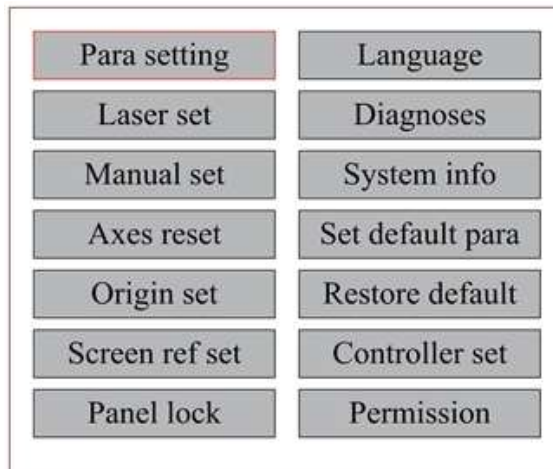 Para setting
Language
Laser set
Diagnoses
Manual set
System info
Axes reset
Set default para
Origin set
Restore default
Screen ref set
Controller set
Panel lock
Permission